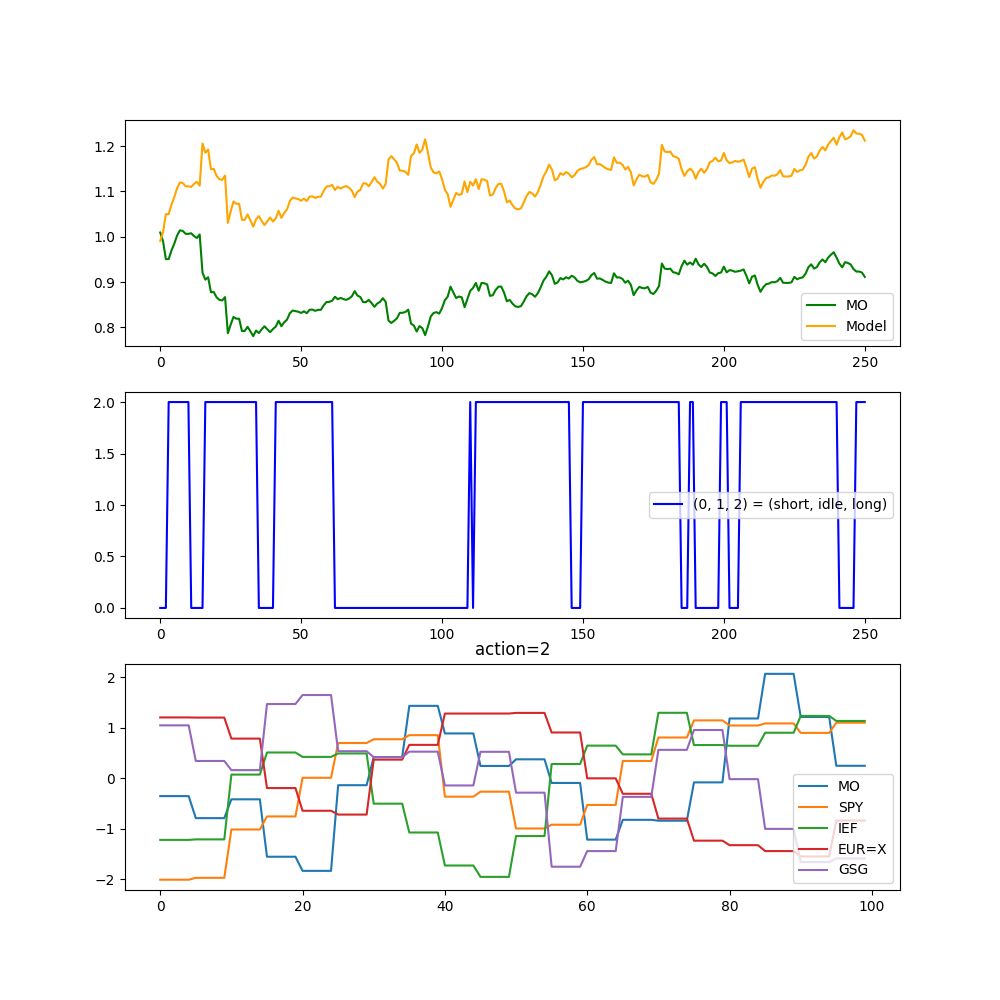 1.2
1.1
1.0
0.9
0.8
MO
Model
0 50 100 150 200 250
2.0
1.5
1.0
0.5
0.0
(0, 1, 2) = (short, idle, long)
0 50 100 150 200 250
action=2
2
1
0
−1
−2
MO
SPY
IEF
EUR=X
GSG
0 20 40 60 80 100